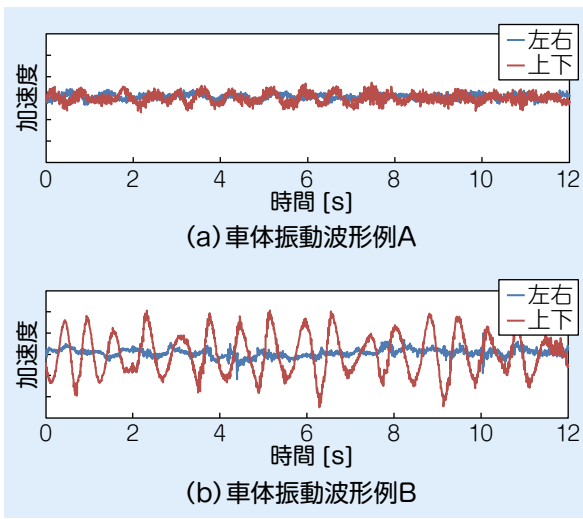 左右
上下
加速度
0 2 4 6 8 10 12
時間 [s]
(a)車体振動波形例A
左右
上下
加速度
0 2 4 6 8 10 12
時間 [s]
(b)車体振動波形例B